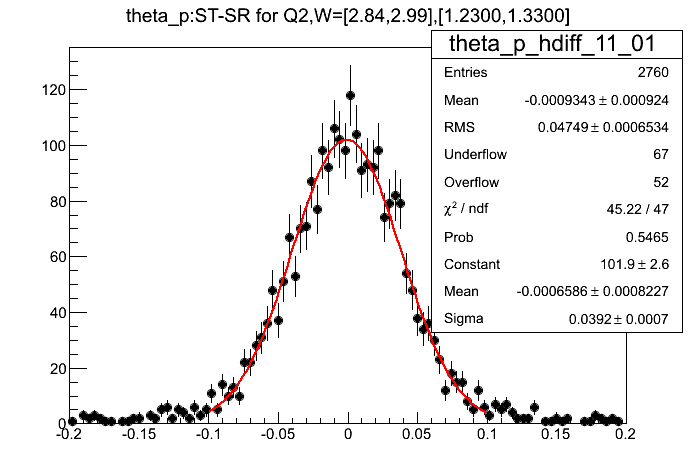 theta_p:ST-SR for Q2,W=[2.84,2.99],[1.2300,1.3300]
theta_p_hdiff_11_01
Entries 2760
Mean -0.0009343 ± 0.000924
RMS 0.04749 ± 0.0006534
Underflow 67
Overflow 52
χ² / ndf 45.22 / 47
Prob 0.5465
Constant 101.9 ± 2.6
Mean -0.0006586 ± 0.0008227
Sigma 0.0392 ± 0.0007
120
100
80
60
40
20
0
-0.2 -0.15 -0.1 -0.05 0 0.05 0.1 0.15 0.2